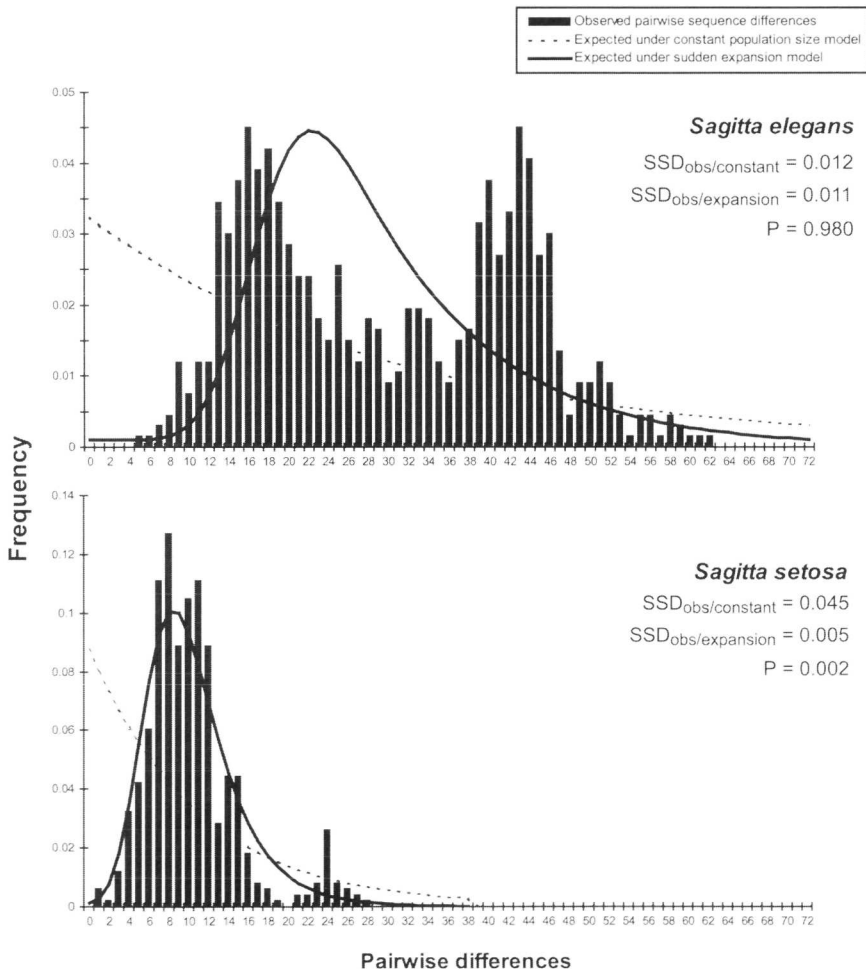 Observed pairwise sequence differences
Expected under constant population size model
Expected under sudden expansion model
Sagitta elegans
SSDobs/constant = 0.012
SSDobs/expansion = 0.011
P = 0.980
0.05
0.04
0.03
0.02
0.01
0
0 2 4 6 8 10 12 14 16 18 20 22 24 26 28 30 32 34 36 38 40 42 44 46 48 50 52 54 56 58 60 62 64 66 68 70 72
Frequency
Sagitta setosa
SSDobs/constant = 0.045
SSDobs/expansion = 0.005
P = 0.002
0.14
0.12
0.1
0.08
0.06
0.04
0.02
0
0 2 4 6 8 10 12 14 16 18 20 22 24 26 28 30 32 34 36 38 40 42 44 46 48 50 52 54 56 58 60 62 64 66 68 70 72
Pairwise differences